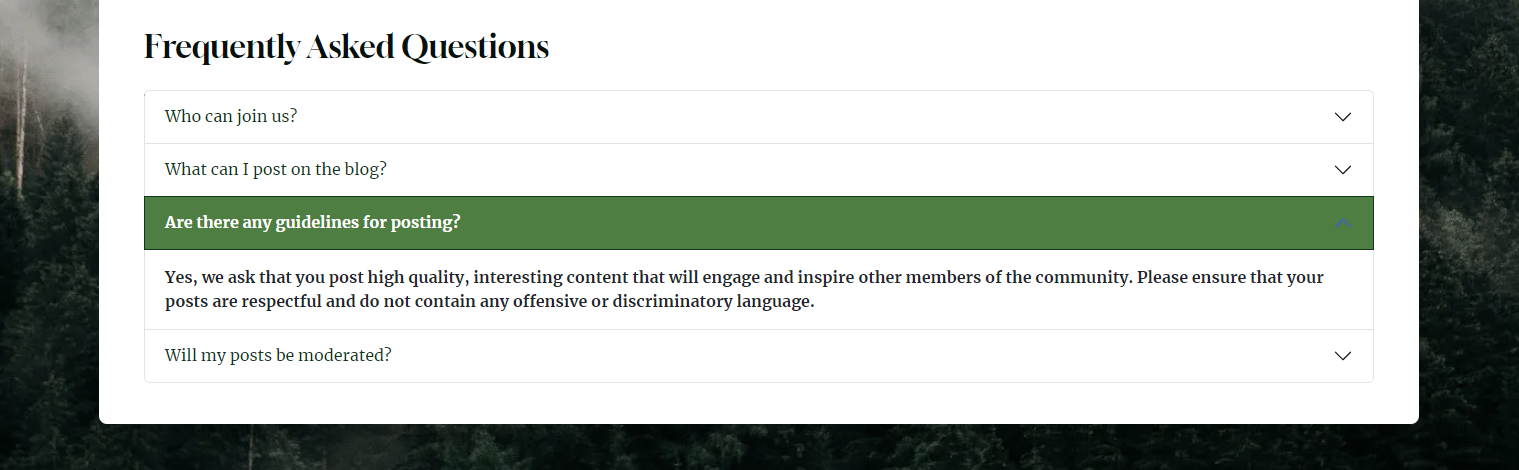 Frequently Asked Questions
Who can join us?
What can I post on the blog?
Are there any guidelines for posting?
Yes, we ask that you post high quality, interesting content that will engage and inspire other members of the community. Please ensure that your
posts are respectful and do not contain any offensive or discriminatory language.
Will my posts be moderated?